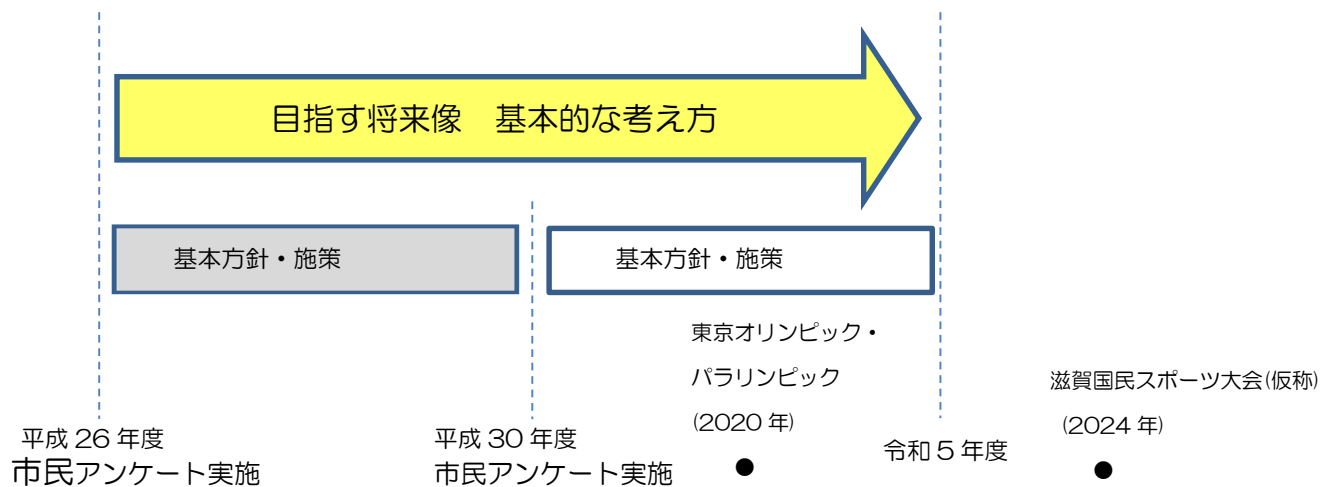 目指す将来像　基本的な考え方
基本方針・施策
基本方針・施策
東京オリンピック・
パラリンピック
(2020 年)
滋賀国民スポーツ大会(仮称)
(2024 年)
平成 26 年度
市民アンケート実施
平成 30 年度
市民アンケート実施
令和 5 年度